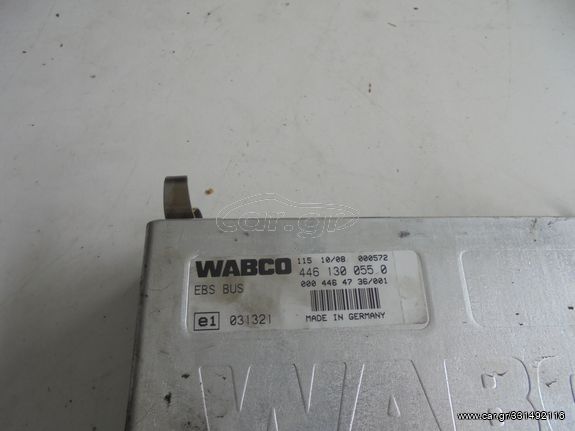 car.gr
115 10/08 000572
WABCO 446 130 055.0
EBS BUS 000 446 47 36/001
e1 031321 MADE IN GERMANY
WABC
www.car.gr/331492116